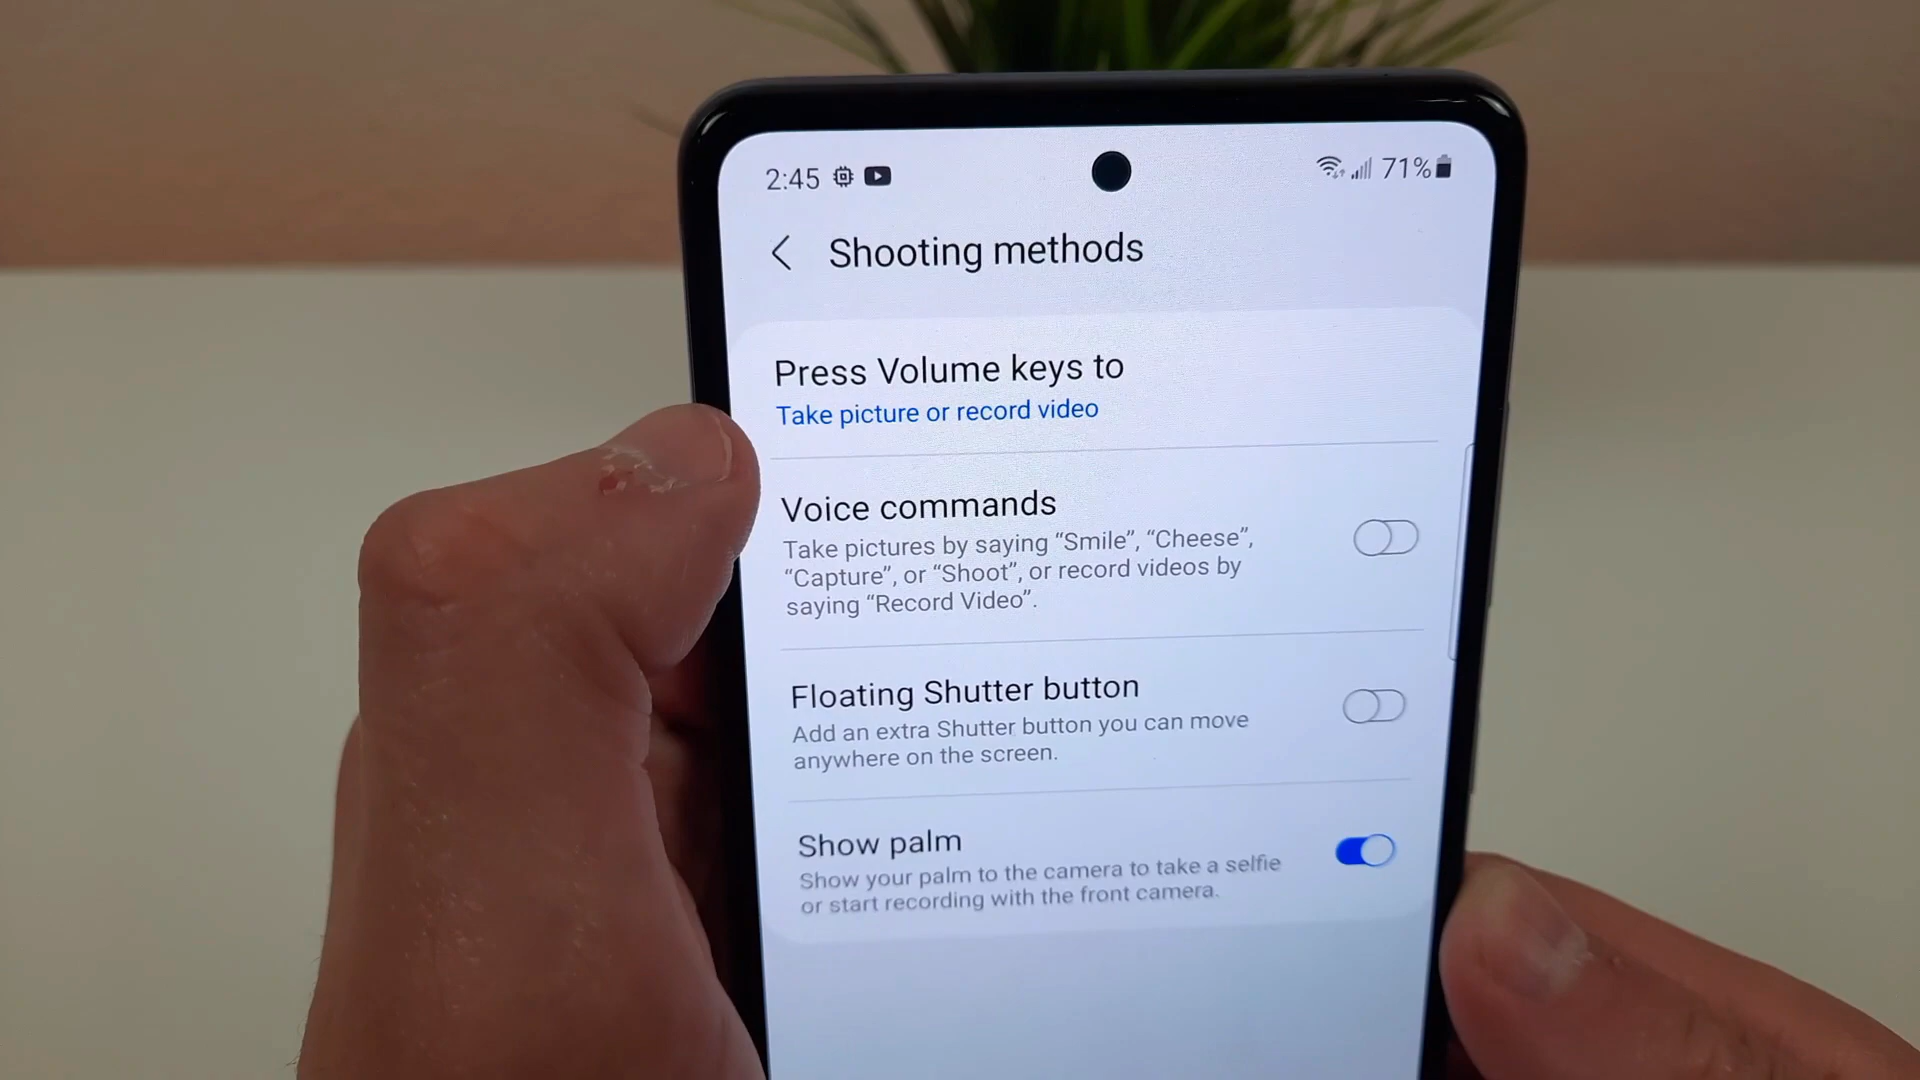 2:45 71%
Shooting methods
Press Volume keys to
Take picture or record video
Voice commands
Take pictures by saying “Smile”, “Cheese”,
“Capture”, or “Shoot”, or record videos by
saying “Record Video”.
Floating Shutter button
Add an extra Shutter button you can move
anywhere on the screen.
Show palm
Show your palm to the camera to take a selfie
or start recording with the front camera.